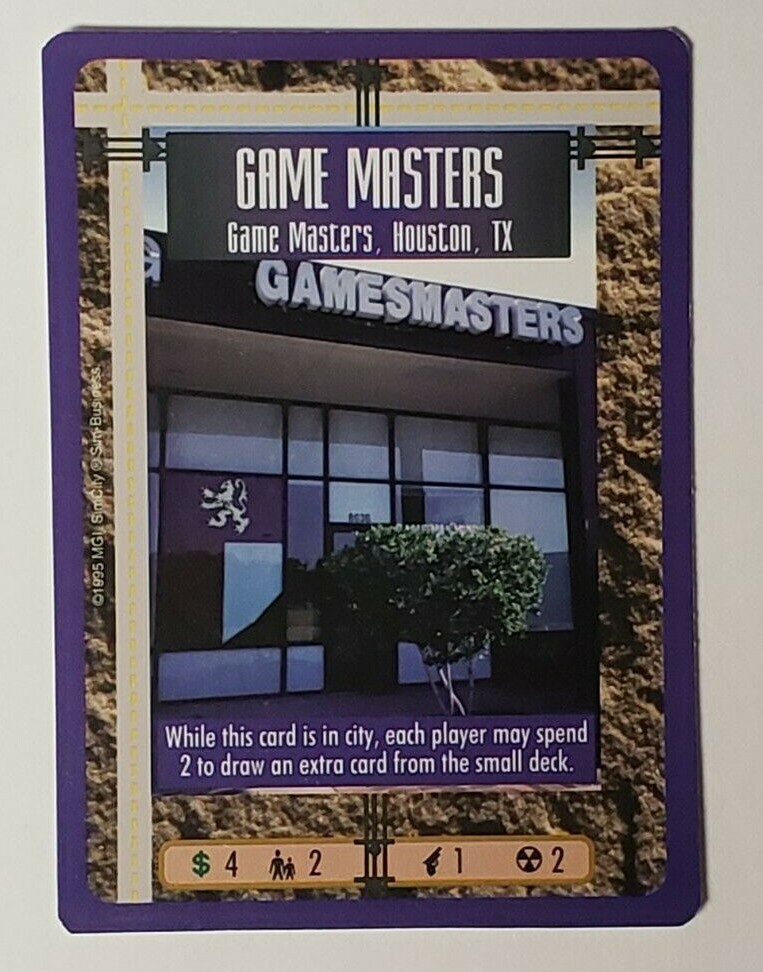 GAME MASTERS
Game Masters, Houston, TX
G
GAMESMASTERS
8636
©1995 MGI. SimCity ® Sim-Business.
While this card is in city, each player may spend
2 to draw an extra card from the small deck.
$ 4 2 1 2